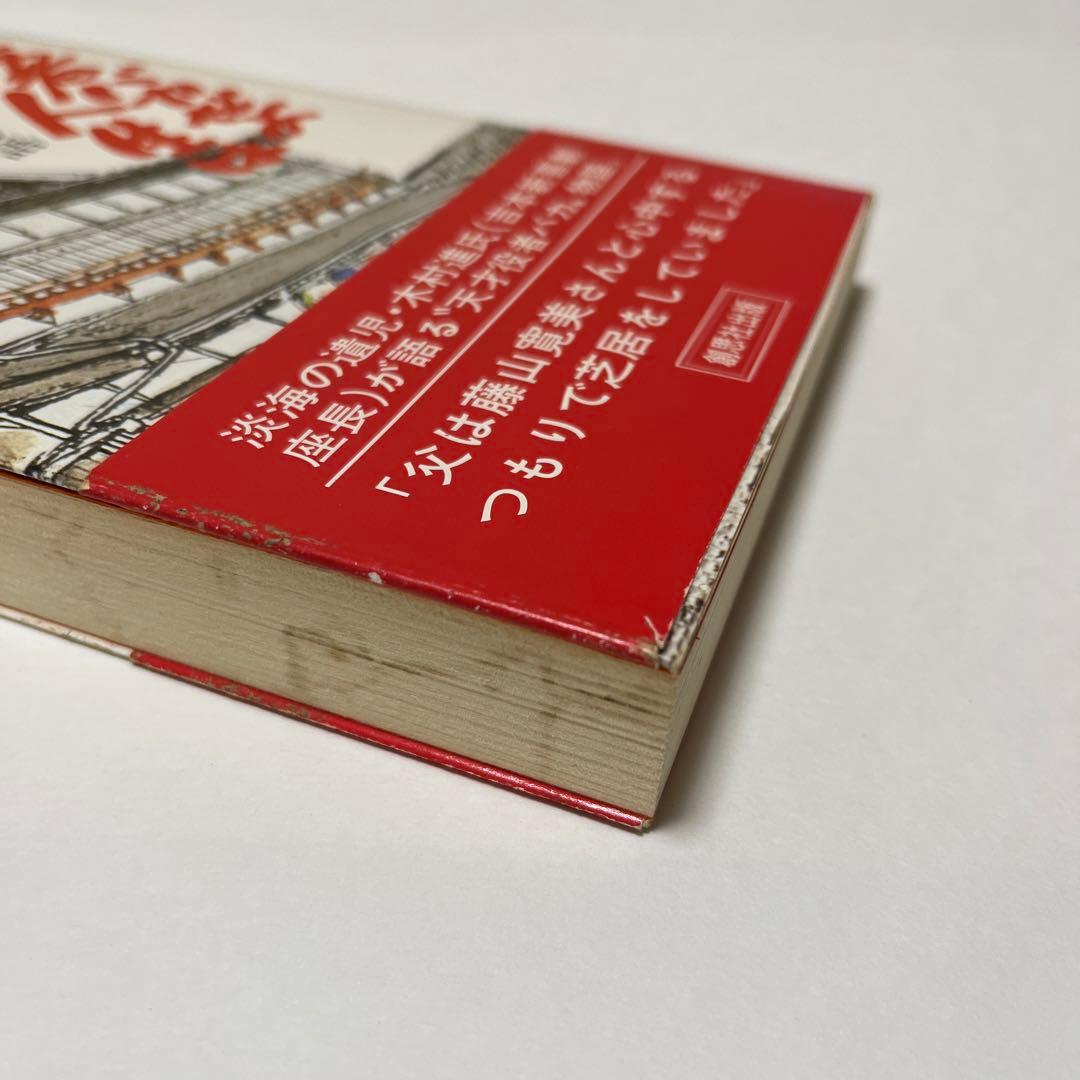 淡海の遺児・木村進氏(吉本新喜劇
座長)が語る“天才役者バカ”物語
「父は藤山寛美さんと心中する
つもりで芝居をしていました」
創思社出版